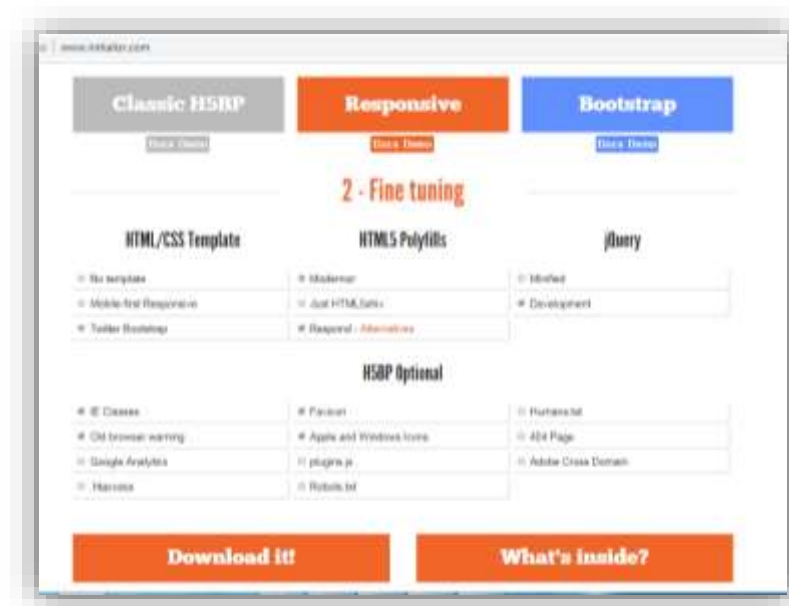 www.initializr.com
Classic H5BP Responsive Bootstrap
Docs Demo Docs Demo Docs Demo
2 - Fine tuning
HTML/CSS Template HTML5 Polyfills jQuery
No template Modernizr Minified
Mobile-first Responsive Just HTML5shiv Development
Twitter Bootstrap Respond - Alternatives
H5BP Optional
IE Classes Favicon Humans.txt
Old browser warning Apple and Windows Icons 404 Page
Google Analytics plugins.js Adobe Cross Domain
.htaccess Robots.txt
Download it! What's inside?